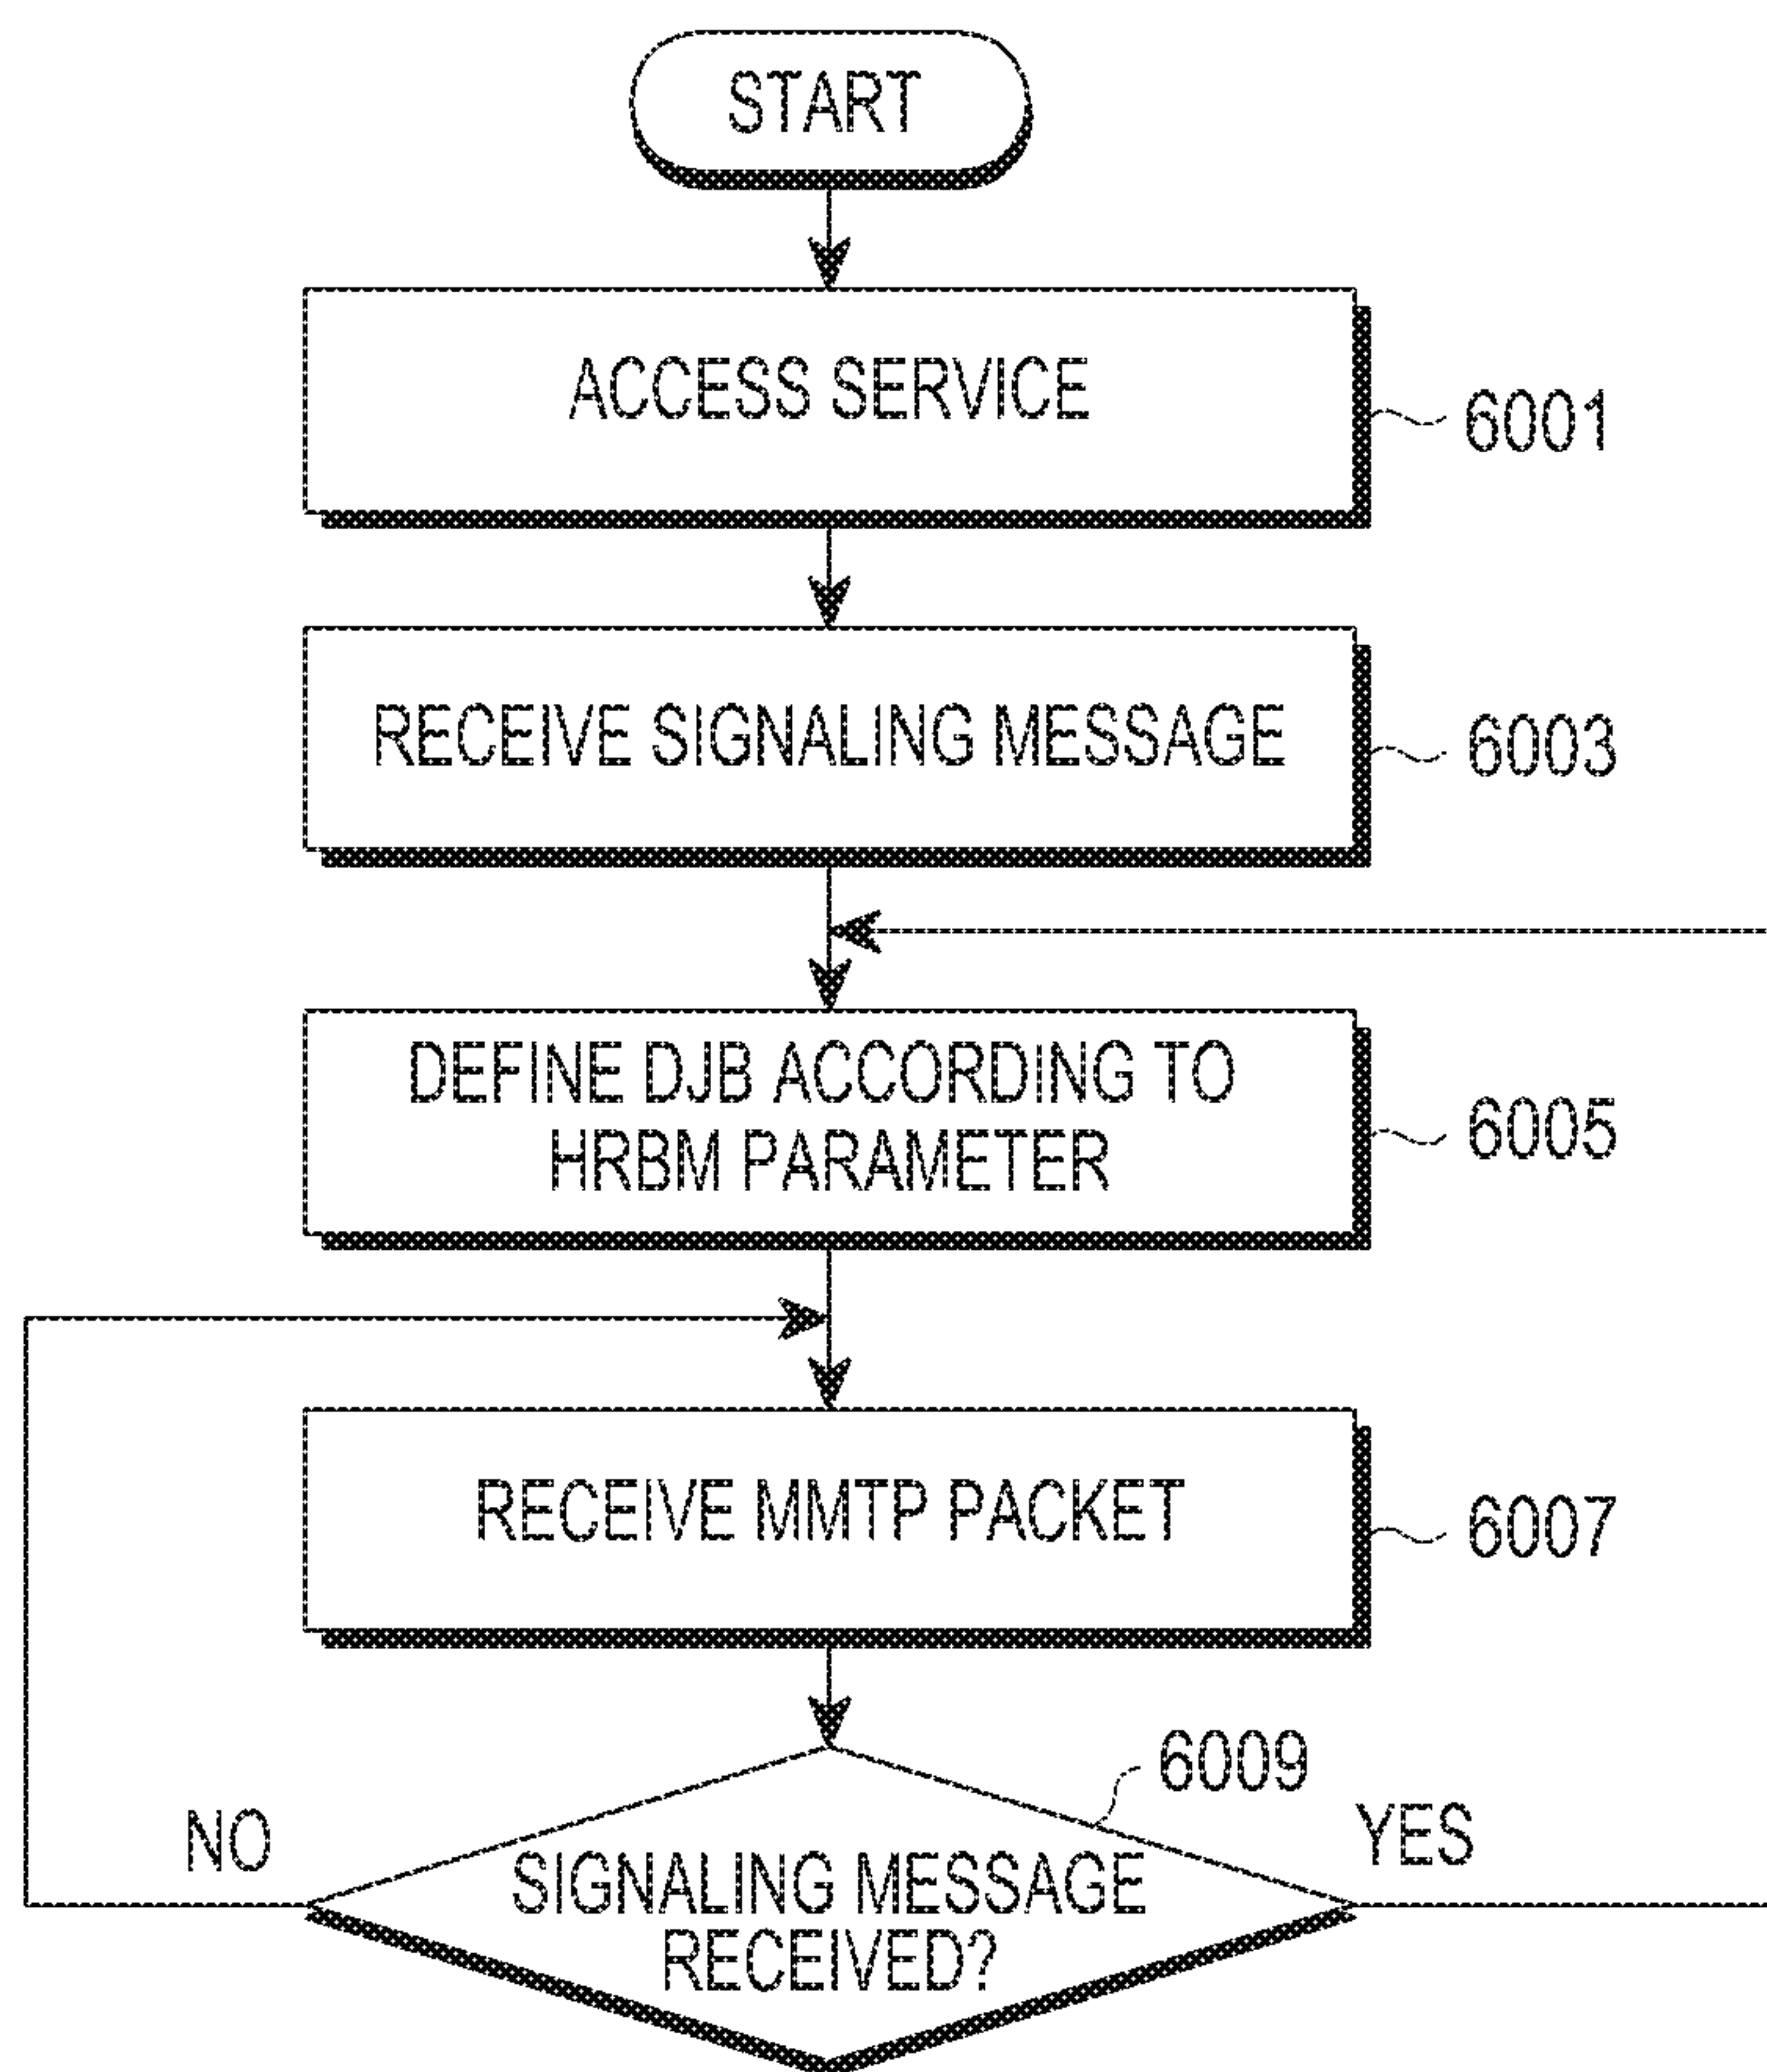 START
ACCESS SERVICE
6001
RECEIVE SIGNALING MESSAGE
6003
DEFINE DJB ACCORDING TO
HRBM PARAMETER
6005
RECEIVE MMTP PACKET
6007
6009
NO
YES
SIGNALING MESSAGE
RECEIVED?